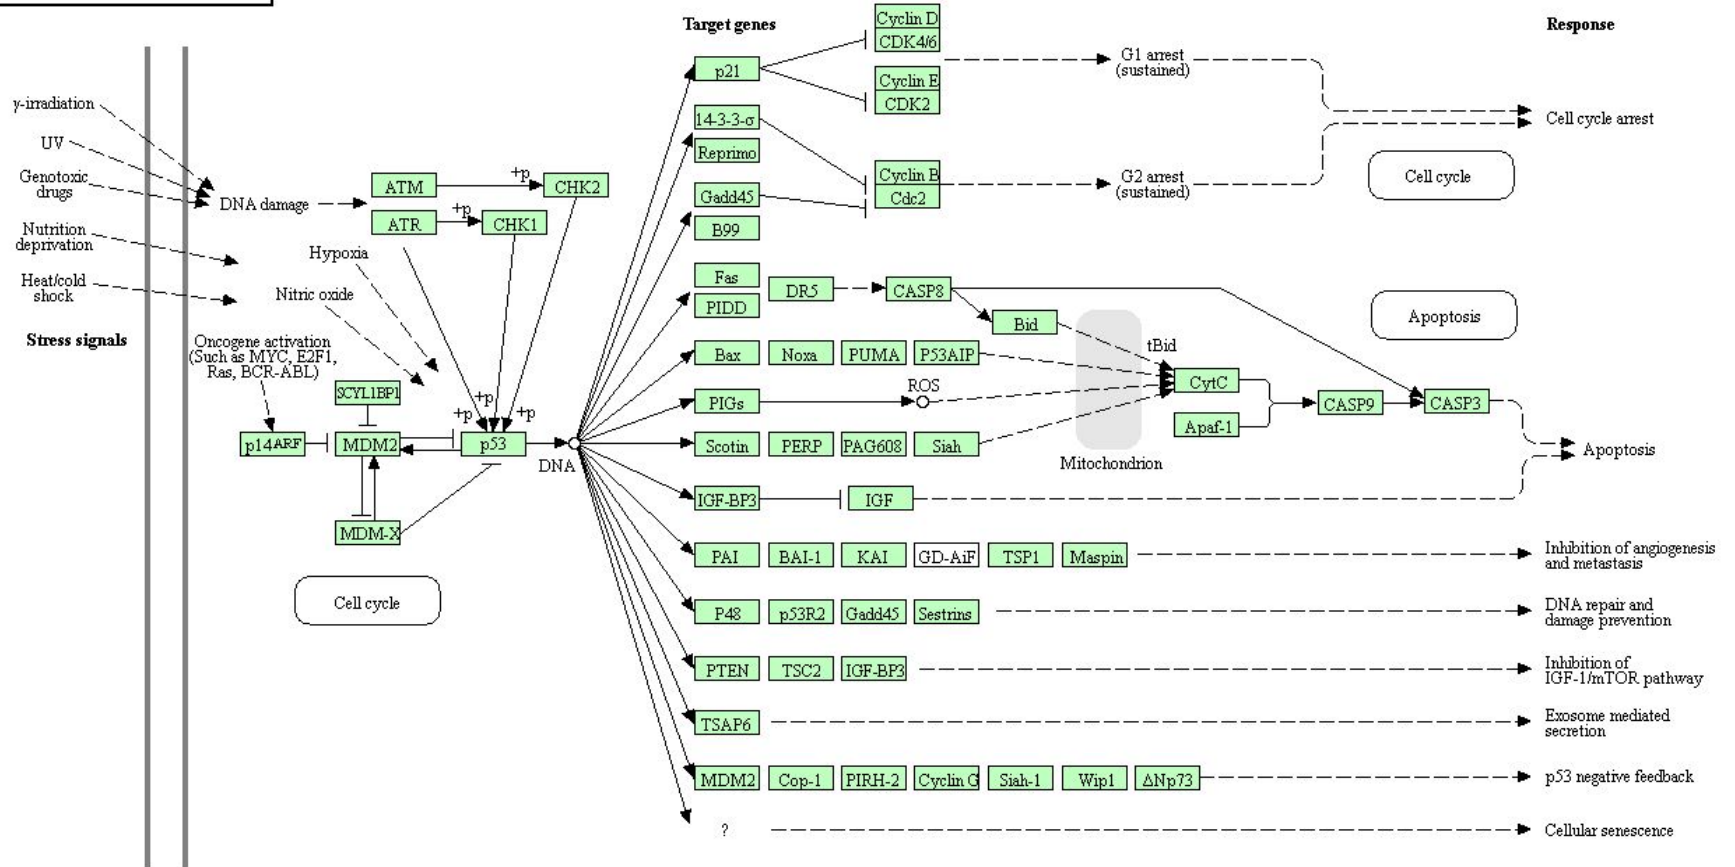 Target genes
Response
Cyclin D
CDK4/6
p21
G1 arrest
(sustained)
Cyclin E
CDK2
γ-irradiation
14-3-3-σ
Cell cycle arrest
UV
Reprimo
Genotoxic
drugs
ATM
+p
CHK2
Cyclin B
Cdc2
G2 arrest
(sustained)
Cell cycle
DNA damage
Gadd45
ATR
+p
CHK1
B99
Nutrition
deprivation
Hypoxia
Fas
Heat/cold
shock
Nitric oxide
DR5
CASP8
PIDD
Bid
Apoptosis
Stress signals
Oncogene activation
(Such as MYC, E2F1,
Ras, BCR-ABL)
Bax
Noxa
PUMA
P53AIP
tBid
CytC
SCYL1BP1
+p
+p
+p
PIGs
ROS
CASP9
CASP3
Apaf-1
p14ARF
MDM2
p53
DNA
Scotin
PERP
PAG608
Siah
Mitochondrion
Apoptosis
IGF-BP3
IGF
MDM-X
PAI
BAI-1
KAI
GD-AiF
TSP1
Maspin
Inhibition of angiogenesis
and metastasis
Cell cycle
P48
p53R2
Gadd45
Sestrins
DNA repair and
damage prevention
PTEN
TSC2
IGF-BP3
Inhibition of
IGF-1/mTOR pathway
TSAP6
Exosome mediated
secretion
MDM2
Cop-1
PIRH-2
Cyclin G
Siah-1
Wip1
ΔNp73
p53 negative feedback
?
Cellular senescence